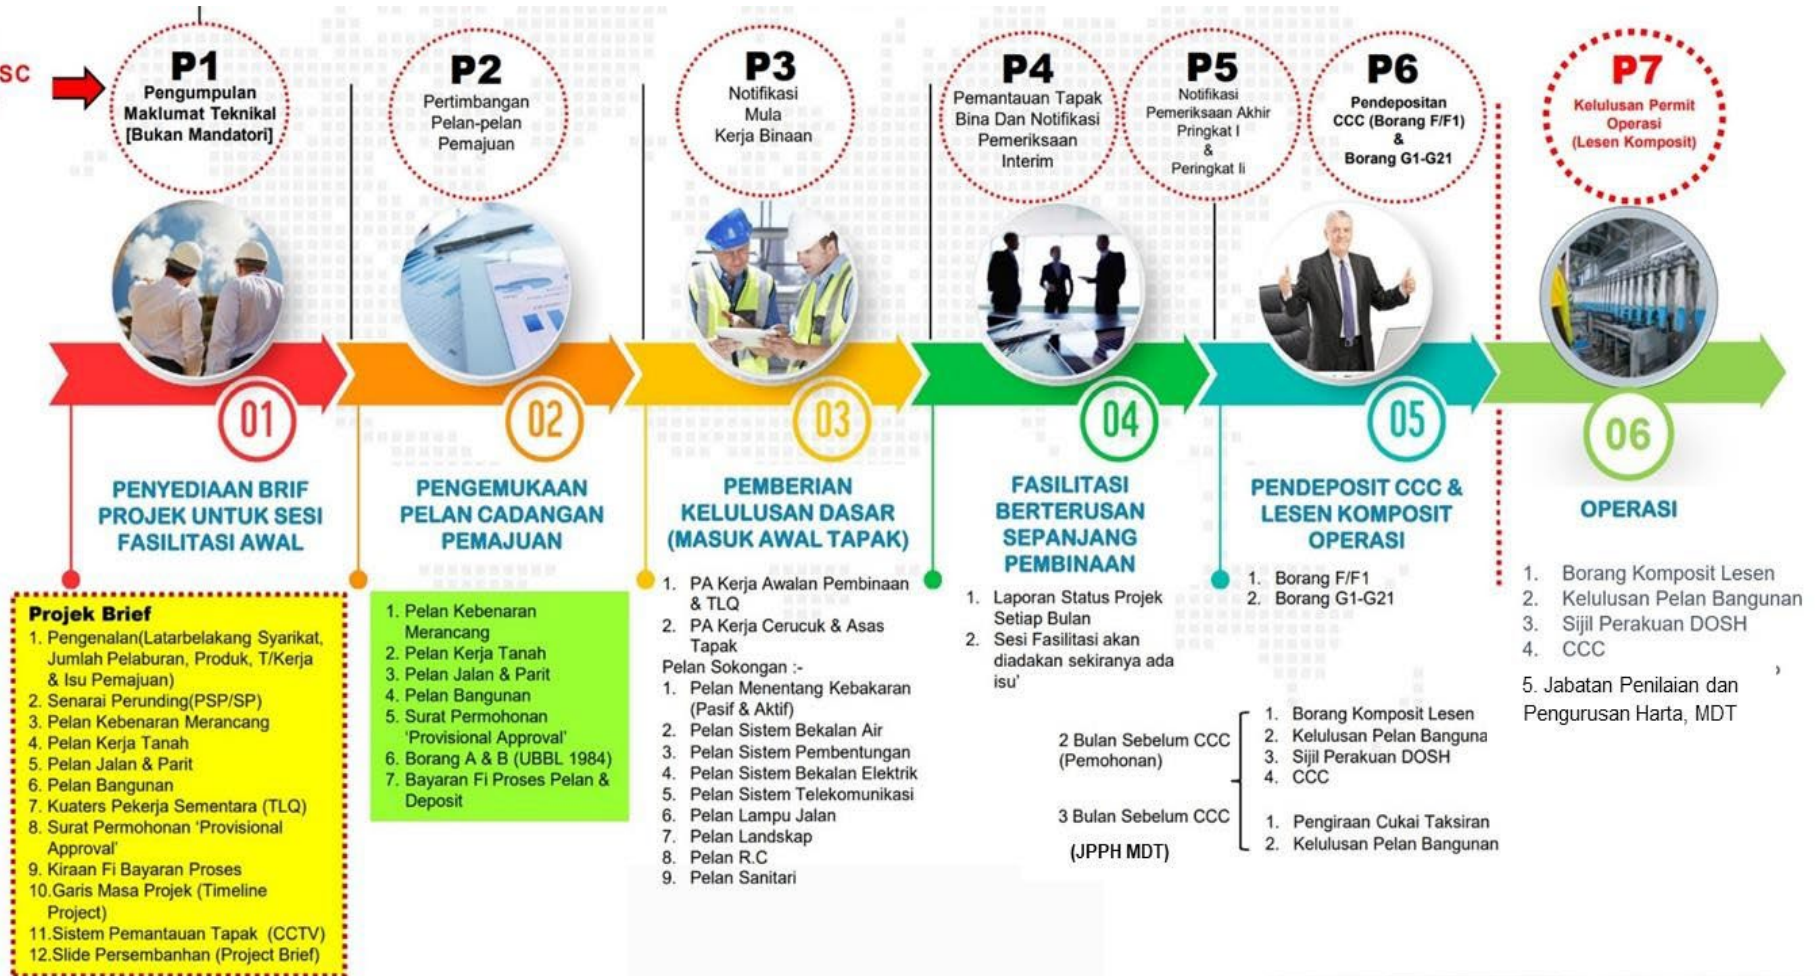 SC
P1
Pengumpulan
Maklumat Teknikal
[Bukan Mandatori]
P2
Pertimbangan
Pelan-pelan
Pemajuan
P3
Notifikasi
Mula
Kerja Binaan
P4
Pemantauan Tapak
Bina Dan Notifikasi
Pemeriksaan
Interim
P5
Notifikasi
Pemeriksaan Akhir
Pringkat I
&
Peringkat Ii
P6
Pendepositan
CCC (Borang F/F1)
&
Borang G1-G21
P7
Kelulusan Permit
Operasi
(Lesen Komposit)
01
02
03
04
05
06
PENYEDIAAN BRIF
PROJEK UNTUK SESI
FASILITASI AWAL
Projek Brief
1. Pengenalan(Latarbelakang Syarikat,
Jumlah Pelaburan, Produk, T/Kerja
& Isu Pemajuan)
2. Senarai Perunding(PSP/SP)
3. Pelan Kebenaran Merancang
4. Pelan Kerja Tanah
5. Pelan Jalan & Parit
6. Pelan Bangunan
7. Kuaters Pekerja Sementara (TLQ)
8. Surat Permohonan 'Provisional
Approval'
9. Kiraan Fi Bayaran Proses
10.Garis Masa Projek (Timeline
Project)
11.Sistem Pemantauan Tapak (CCTV)
12.Slide Persembanhan (Project Brief)
PENGEMUKAAN
PELAN CADANGAN
PEMAJUAN
1. Pelan Kebenaran
Merancang
2. Pelan Kerja Tanah
3. Pelan Jalan & Parit
4. Pelan Bangunan
5. Surat Permohonan
'Provisional Approval'
6. Borang A & B (UBBL 1984)
7. Bayaran Fi Proses Pelan &
Deposit
PEMBERIAN
KELULUSAN DASAR
(MASUK AWAL TAPAK)
1. PA Kerja Awalan Pembinaan
& TLQ
2. PA Kerja Cerucuk & Asas
Tapak
Pelan Sokongan :-
1. Pelan Menentang Kebakaran
(Pasif & Aktif)
2. Pelan Sistem Bekalan Air
3. Pelan Sistem Pembentungan
4. Pelan Sistem Bekalan Elektrik
5. Pelan Sistem Telekomunikasi
6. Pelan Lampu Jalan
7. Pelan Landskap
8. Pelan R.C
9. Pelan Sanitari
FASILITASI
BERTERUSAN
SEPANJANG
PEMBINAAN
1. Laporan Status Projek
Setiap Bulan
2. Sesi Fasilitasi akan
diadakan sekiranya ada
isu'
PENDEPOSIT CCC &
LESEN KOMPOSIT
OPERASI
1. Borang F/F1
2. Borang G1-G21
2 Bulan Sebelum CCC
(Pemohonan)
1. Borang Komposit Lesen
2. Kelulusan Pelan Banguna
3. Sijil Perakuan DOSH
4. CCC
3 Bulan Sebelum CCC
(JPPH MDT)
1. Pengiraan Cukai Taksiran
2. Kelulusan Pelan Bangunan
OPERASI
1. Borang Komposit Lesen
2. Kelulusan Pelan Bangunan
3. Sijil Perakuan DOSH
4. CCC
5. Jabatan Penilaian dan
Pengurusan Harta, MDT